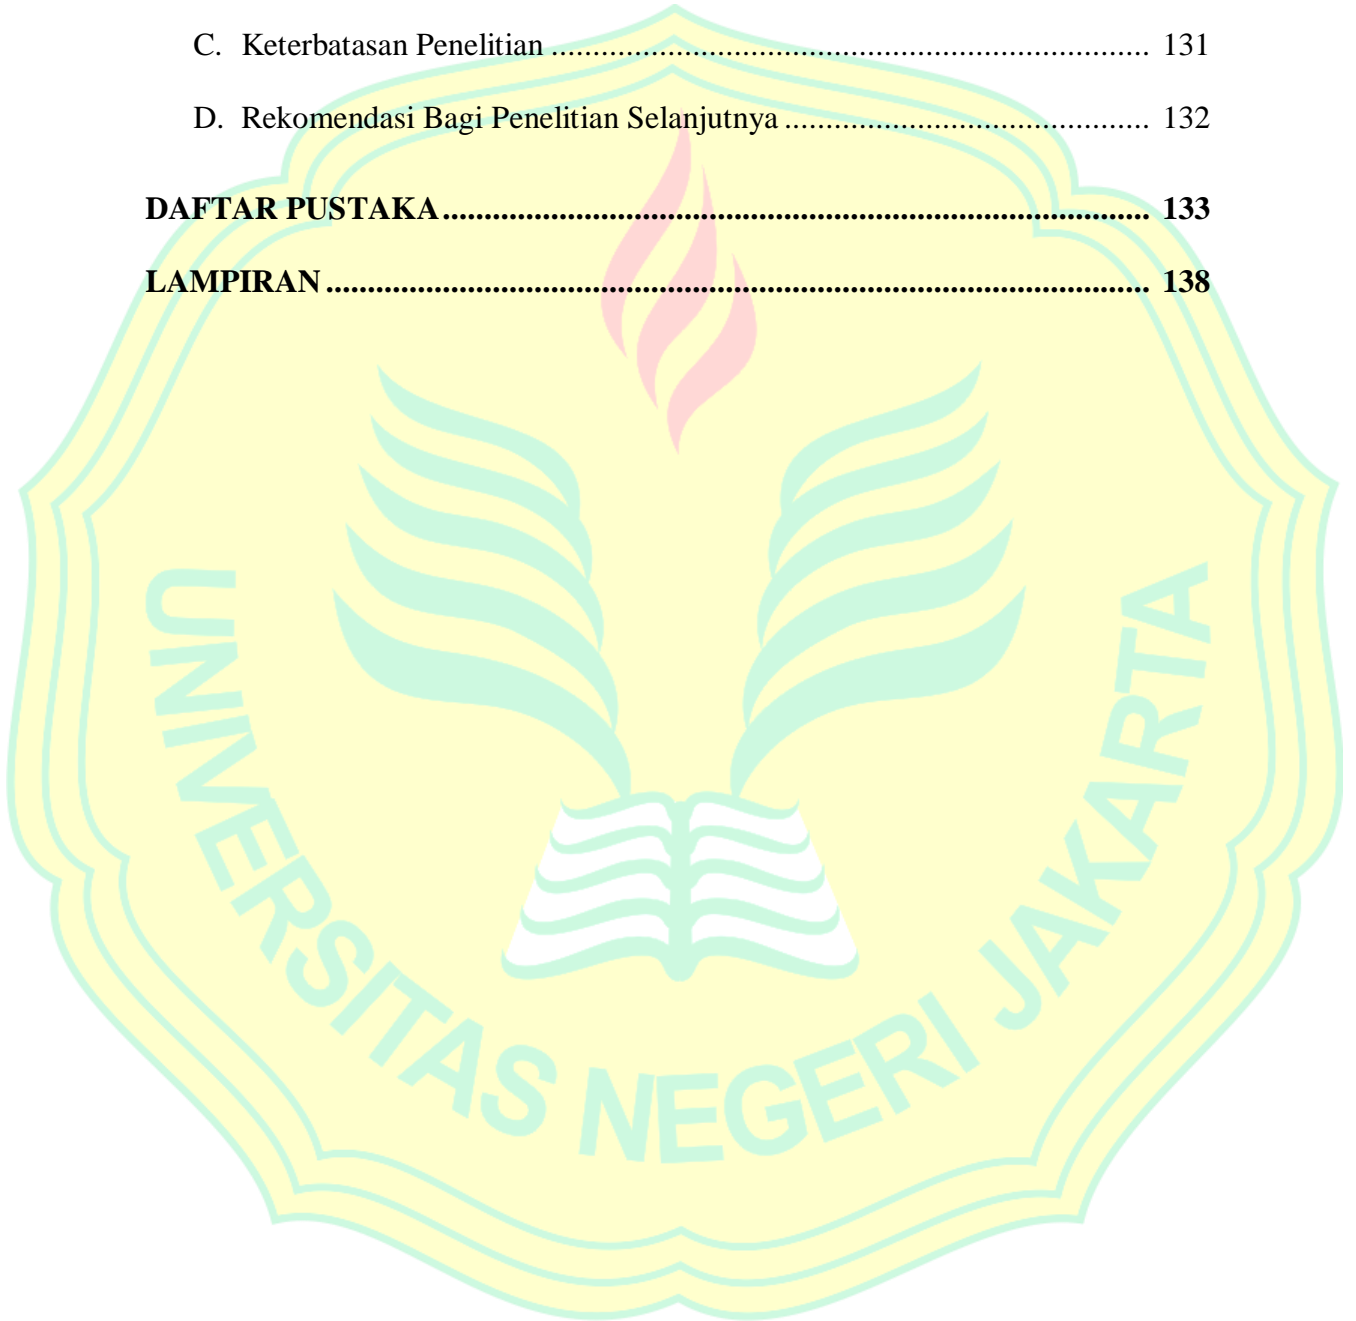 C. Keterbatasan Penelitian ........................................................................ 131
D. Rekomendasi Bagi Penelitian Selanjutnya ............................................ 132
DAFTAR PUSTAKA...................................................................................... 133
LAMPIRAN.................................................................................................... 138
UNIVERSITAS NEGERI JAKARTA